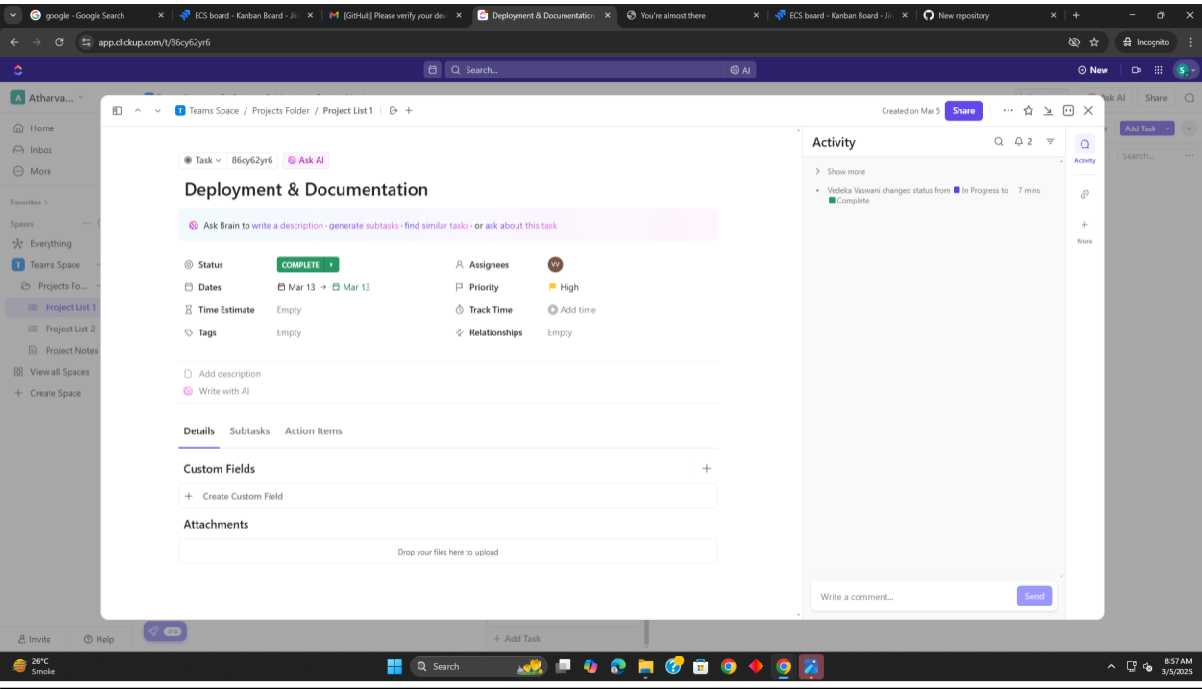 google - Google Search
ECS board - Kanban Board - Jir
[GitHub] Please verify your dev
Deployment & Documentation
You're almost there
ECS board - Kanban Board - Jir
New repository
app.clickup.com/t/86cy62yr6
Incognito
Search...
AI
New
S
A Atharva...
Ask AI
Share
Home
Inbox
More
Favorites >
Spaces
Everything
T Teams Space
Projects Fo...
Project List 1
Project List 2
Project Notes
View all Spaces
Create Space
Invite
Help
3/4
Add Task
Search...
T Teams Space / Projects Folder / Project List 1
Created on Mar 5
Share
Task
86cy62yr6
Ask AI
Deployment & Documentation
Ask Brain to write a description · generate subtasks · find similar tasks · or ask about this task
Status
COMPLETE
Assignees
VV
Dates
Mar 13 → Mar 13
Priority
High
Time Estimate
Empty
Track Time
Add time
Tags
Empty
Relationships
Empty
Add description
Write with AI
Details
Subtasks
Action Items
Custom Fields
+ Create Custom Field
Attachments
Drop your files here to upload
Activity
2
Show more
Vedeka Vaswani changed status from In Progress to 7 mins
Complete
Write a comment...
Send
Activity
More
+ Add Task
26°C
Smoke
Search
8:57 AM
3/5/2025